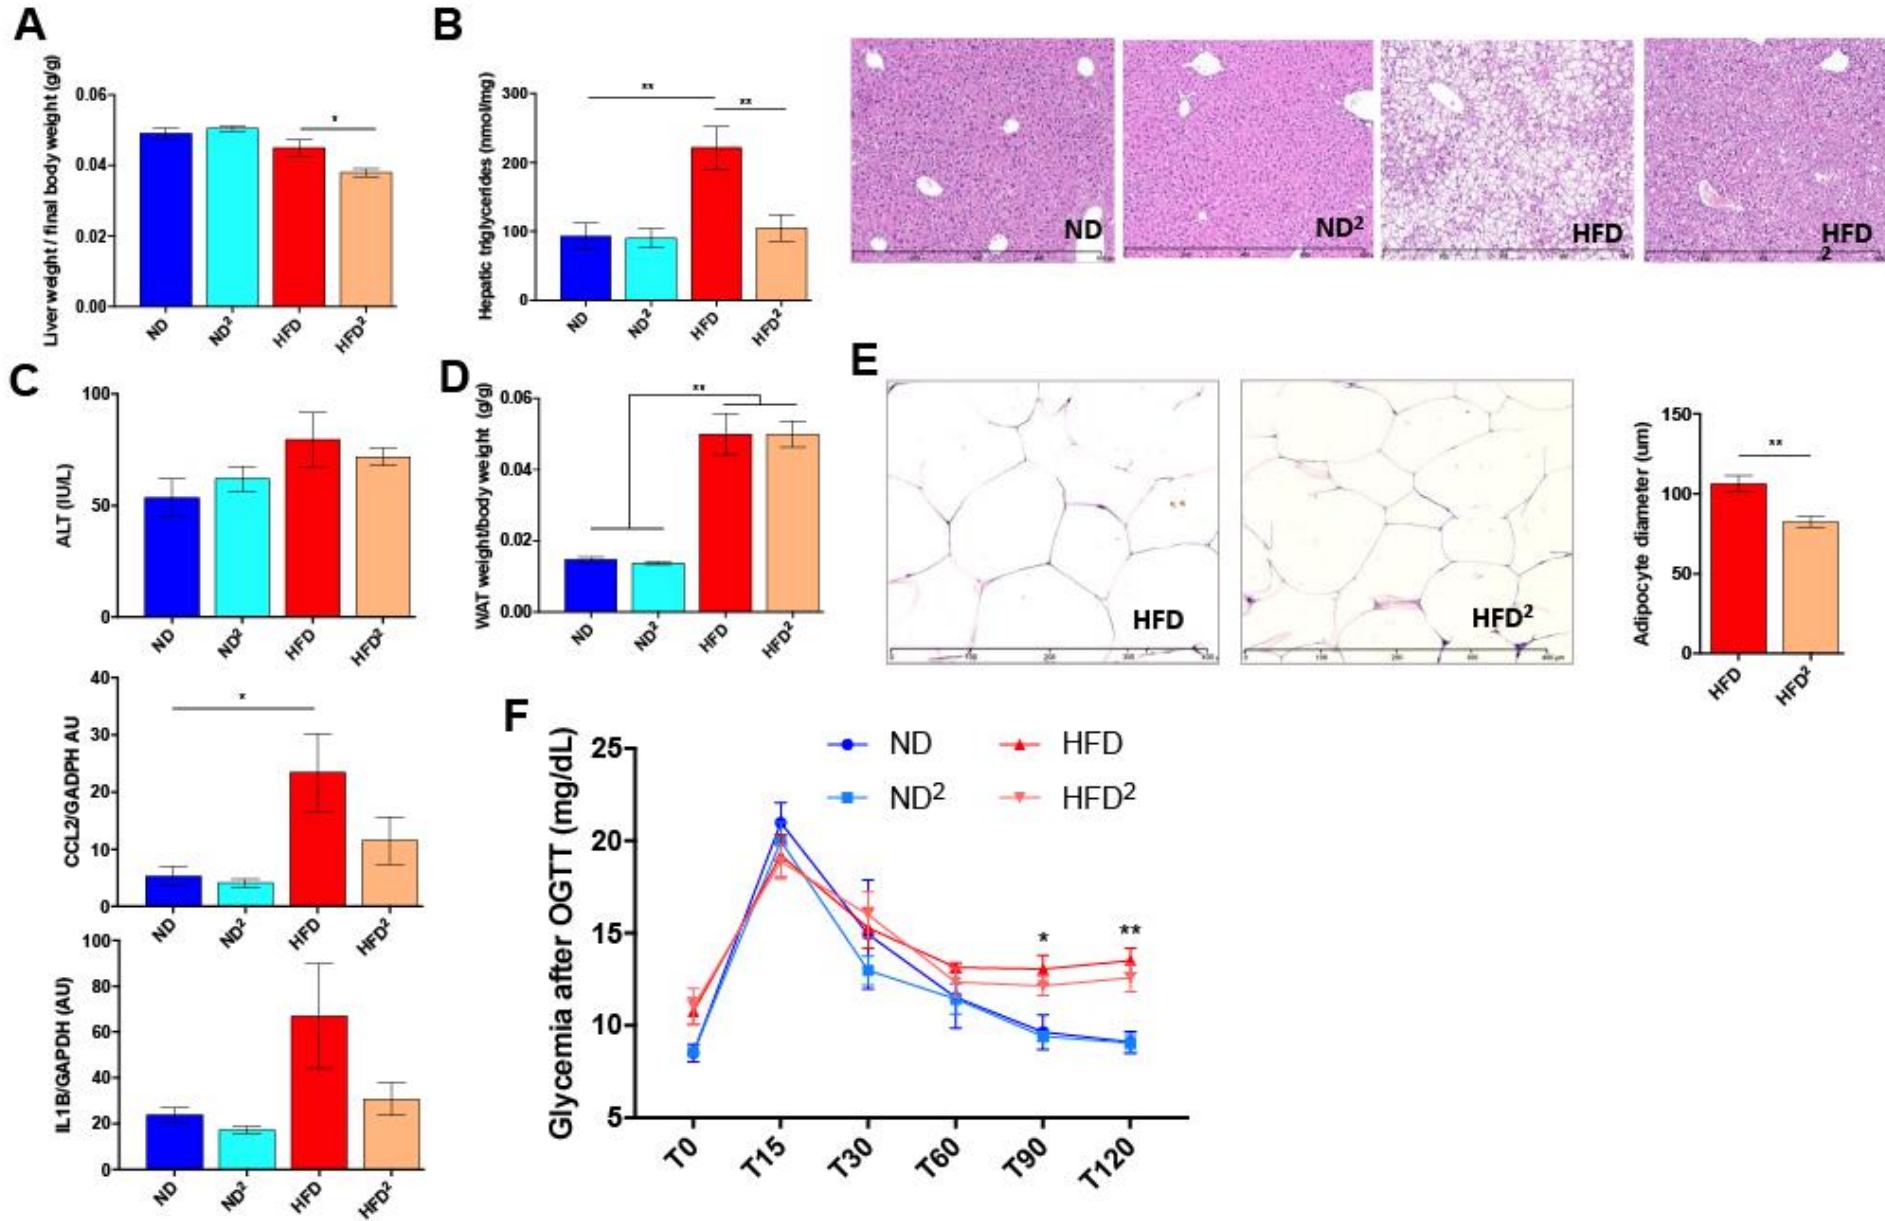 A
Liver weight / final body weight (g/g)
0.06
0.04
0.02
0.00
ND
ND²
HFD
HFD²
*
B
Hepatic triglycerides (nmol/mg)
300
200
100
0
ND
ND²
HFD
HFD²
**
**
ND
ND²
HFD
HFD
2
C
ALT (IU/L)
100
50
0
ND
ND²
HFD
HFD²
CCL2/GADPH AU
40
30
20
10
0
ND
ND²
HFD
HFD²
*
IL1B/GAPDH (AU)
100
80
60
40
20
0
ND
ND²
HFD
HFD²
D
WAT weight/body weight (g/g)
0.06
0.04
0.02
0.00
ND
ND²
HFD
HFD²
**
E
HFD
HFD²
Adipocyte diameter (um)
150
100
50
0
HFD
HFD²
**
F
Glycemia after OGTT (mg/dL)
25
20
15
10
5
T0
T15
T30
T60
T90
T120
ND
HFD
ND²
HFD²
*
**